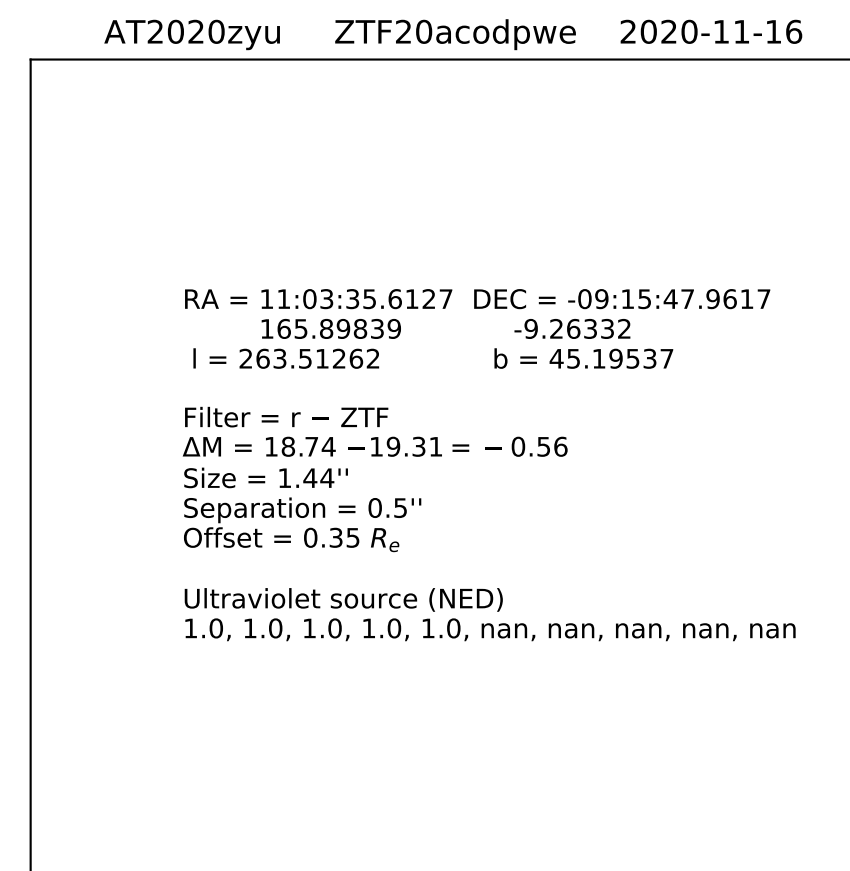 AT2020zyu ZTF20acodpwe 2020-11-16
RA = 11:03:35.6127 DEC = -09:15:47.9617
165.89839 -9.26332
l = 263.51262 b = 45.19537
Filter = r − ZTF
ΔM = 18.74 −19.31 = − 0.56
Size = 1.44''
Separation = 0.5''
Offset = 0.35 Rₑ
Ultraviolet source (NED)
1.0, 1.0, 1.0, 1.0, 1.0, nan, nan, nan, nan, nan